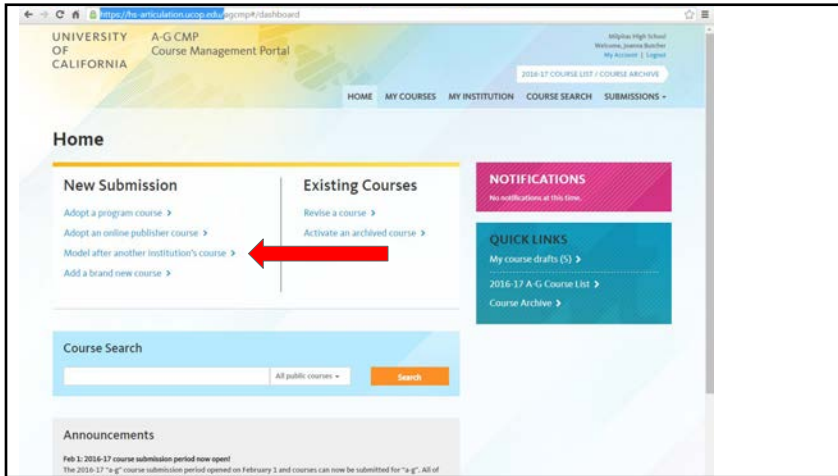 https://hs-articulation.ucop.edu/agcmp#/dashboard
UNIVERSITY
OF
CALIFORNIA
A-G CMP
Course Management Portal
Milpitas High School
Welcome, Joanna Butcher
My Account | Logout
2016-17 COURSE LIST / COURSE ARCHIVE
HOME MY COURSES MY INSTITUTION COURSE SEARCH SUBMISSIONS
Home
New Submission
Adopt a program course >
Adopt an online publisher course >
Model after another institution's course >
Add a brand new course >
Existing Courses
Revise a course >
Activate an archived course >
NOTIFICATIONS
No notifications at this time.
QUICK LINKS
My course drafts (5) >
2016-17 A-G Course List >
Course Archive >
Course Search
All public courses
Search
Announcements
Feb 1: 2016-17 course submission period now open!
The 2016-17 "a-g" course submission period opened on February 1 and courses can now be submitted for "a-g". All of